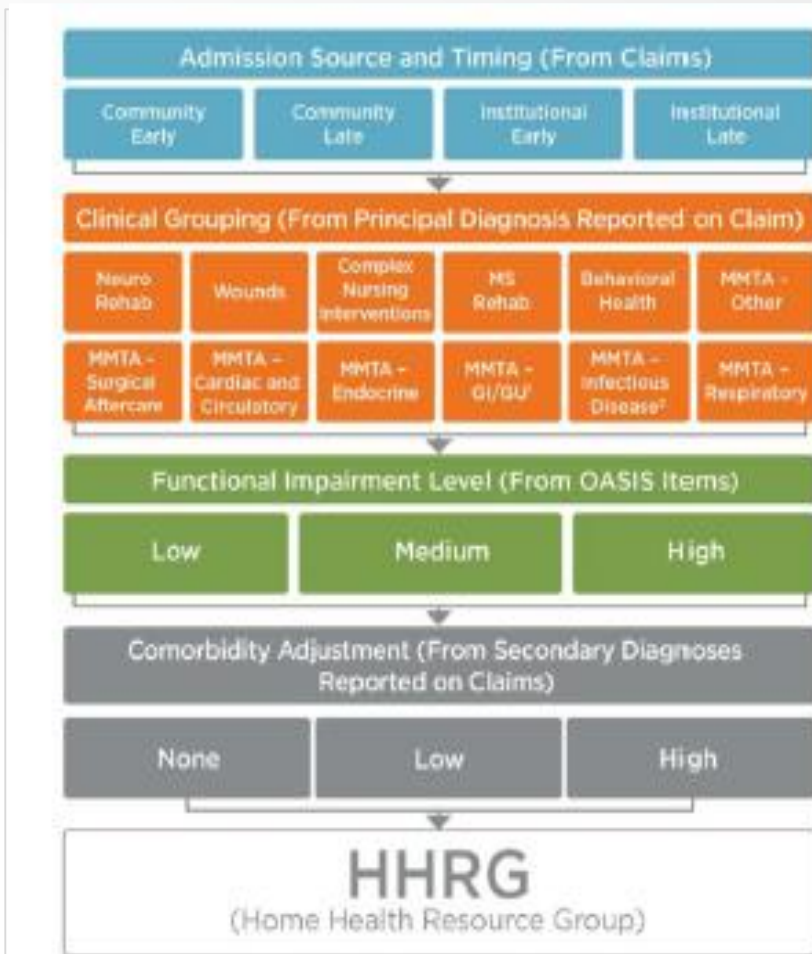 Admission Source and Timing (From Claims)
Community
Early
Community
Late
Institutional
Early
Institutional
Late
Clinical Grouping (From Principal Diagnosis Reported on Claim)
Neuro
Rehab
Wounds
Complex
Nursing
Interventions
MS
Rehab
Behavioral
Health
MMTA -
Other
MMTA –
Surgical
Aftercare
MMTA –
Cardiac and
Circulatory
MMTA –
Endocrine
MMTA –
GI/GU¹
MMTA –
Infectious
Disease²
MMTA –
Respiratory
Functional Impairment Level (From OASIS Items)
Low
Medium
High
Comorbidity Adjustment (From Secondary Diagnoses
Reported on Claims)
None
Low
High
HHRG
(Home Health Resource Group)